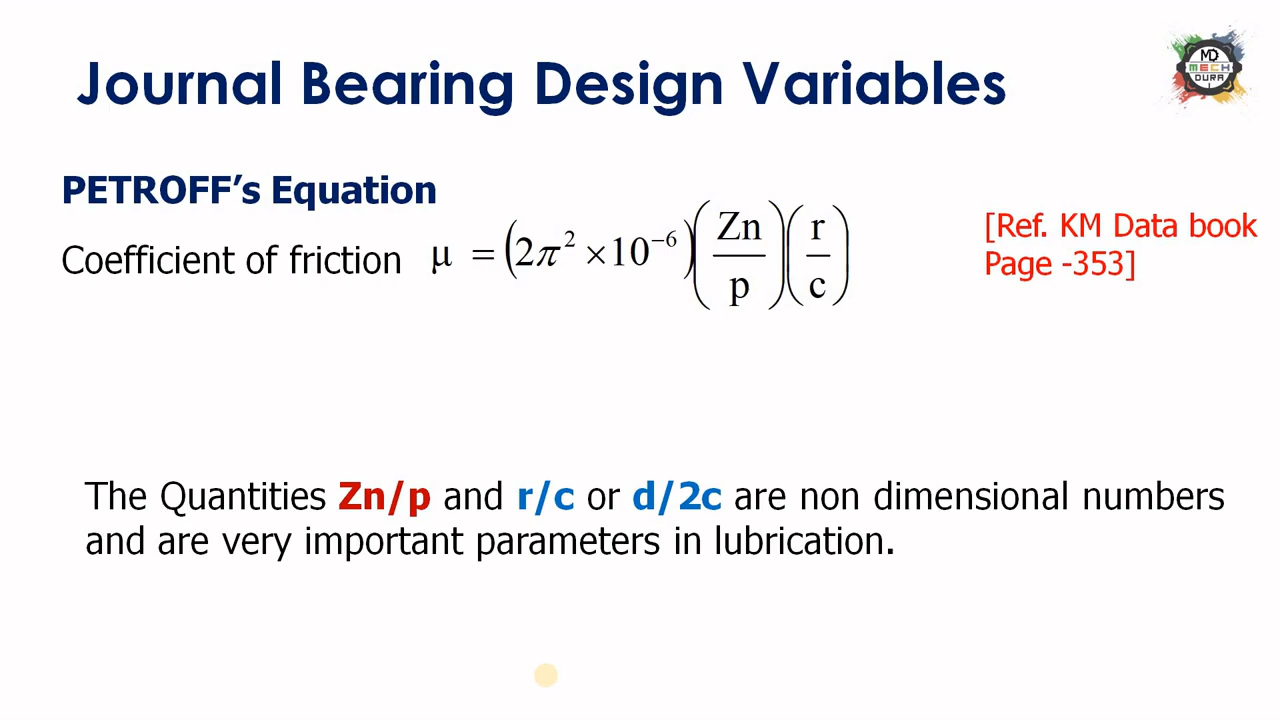 Journal Bearing Design Variables
MD
MECH
DURA
PETROFF’s Equation
Coefficient of friction μ = (2π² × 10⁻⁶) (Zn/p) (r/c)
[Ref. KM Data book
Page -353]
The Quantities Zn/p and r/c or d/2c are non dimensional numbers
and are very important parameters in lubrication.